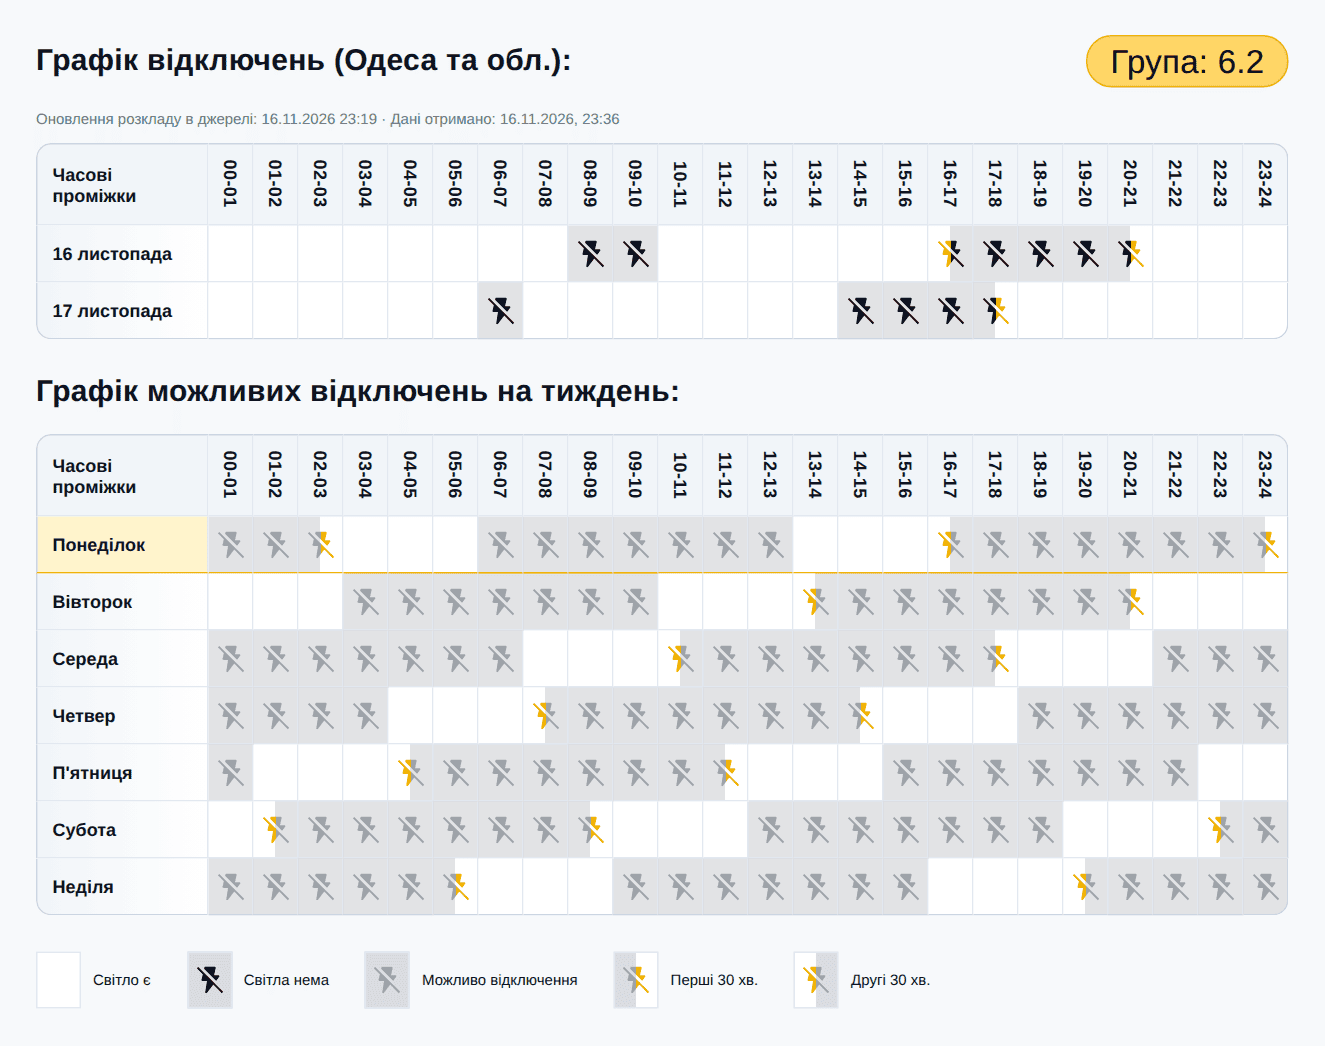 Графік відключень (Одеса та обл.):
Група: 6.2
Оновлення розкладу в джерелі: 16.11.2026 23:19 · Дані отримано: 16.11.2026, 23:36
Часові
проміжки
00-01 01-02 02-03 03-04 04-05 05-06 06-07 07-08 08-09 09-10 10-11 11-12 12-13 13-14 14-15 15-16 16-17 17-18 18-19 19-20 20-21 21-22 22-23 23-24
16 листопада
17 листопада
Графік можливих відключень на тиждень:
Часові
проміжки
00-01 01-02 02-03 03-04 04-05 05-06 06-07 07-08 08-09 09-10 10-11 11-12 12-13 13-14 14-15 15-16 16-17 17-18 18-19 19-20 20-21 21-22 22-23 23-24
Понеділок
Вівторок
Середа
Четвер
П'ятниця
Субота
Неділя
Світло є Світла нема Можливо відключення Перші 30 хв. Другі 30 хв.